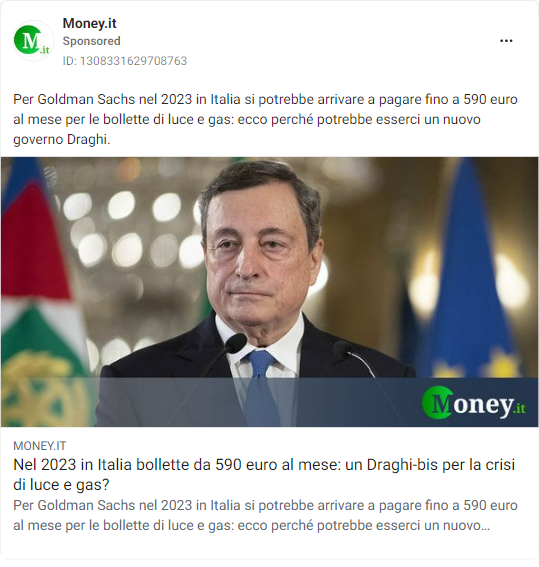 Money.it
Sponsored
M.it
ID: 1308331629708763
Per Goldman Sachs nel 2023 in Italia si potrebbe arrivare a pagare fino a 590 euro
al mese per le bollette di luce e gas: ecco perché potrebbe esserci un nuovo
governo Draghi.
Money.it
MONEY.IT
Nel 2023 in Italia bollette da 590 euro al mese: un Draghi-bis per la crisi
di luce e gas?
Per Goldman Sachs nel 2023 in Italia si potrebbe arrivare a pagare fino a 590 euro
al mese per le bollette di luce e gas: ecco perché potrebbe esserci un nuovo...